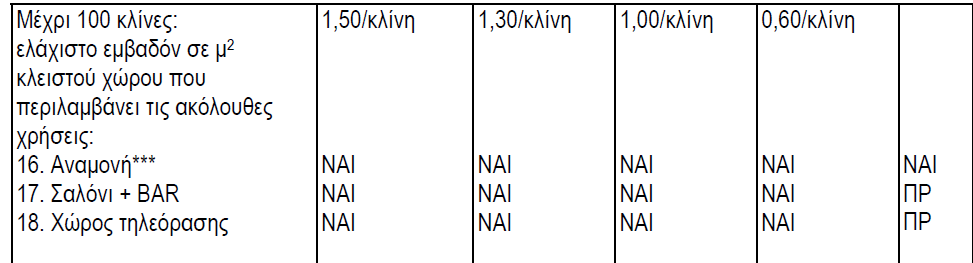 Μέχρι 100 κλίνες: 1,50/κλίνη 1,30/κλίνη 1,00/κλίνη 0,60/κλίνη
ελάχιστο εμβαδόν σε μ²
κλειστού χώρου που
περιλαμβάνει τις ακόλουθες
χρήσεις:
16. Αναμονή*** ΝΑΙ ΝΑΙ ΝΑΙ ΝΑΙ ΝΑΙ
17. Σαλόνι + BAR ΝΑΙ ΝΑΙ ΝΑΙ ΝΑΙ ΠΡ
18. Χώρος τηλεόρασης ΝΑΙ ΝΑΙ ΝΑΙ ΝΑΙ ΠΡ